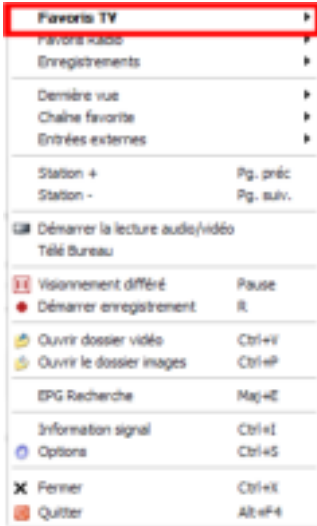 Favoris TV
Favoris Radio
Enregistrements
Dernière vue
Chaîne favorite
Entrées externes
Station + Pg. préc
Station - Pg. suiv.
Démarrer la lecture audio/vidéo
Télé Bureau
Visionnement différé Pause
Démarrer enregistrement R
Ouvrir dossier vidéo Ctrl+V
Ouvrir le dossier images Ctrl+P
EPG Recherche Maj+E
Information signal Ctrl+I
Options Ctrl+S
Fermer Ctrl+X
Quitter Alt+F4